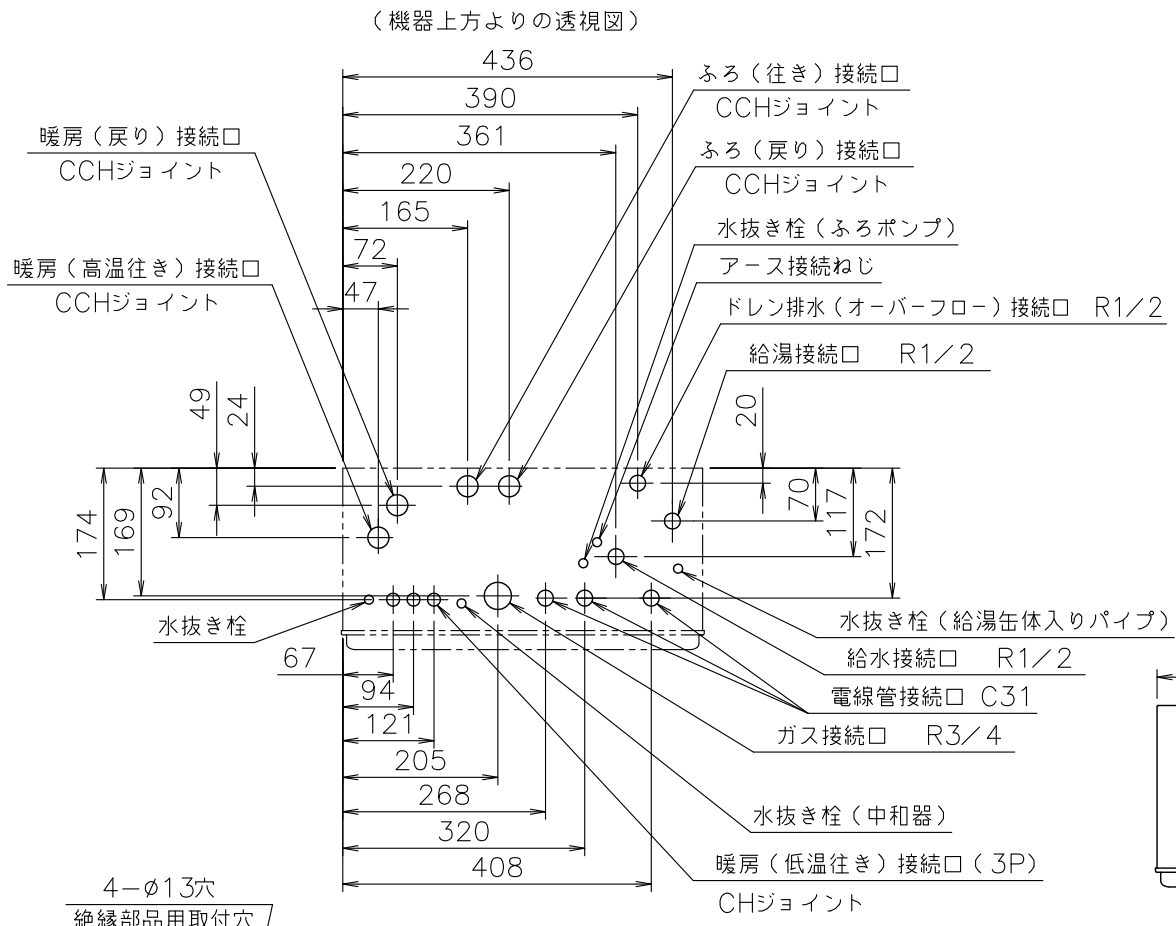 (機器上方よりの透視図)
436
ふろ(往き)接続口
CCHジョイント
390
暖房(戻り)接続口
CCHジョイント
361
ふろ(戻り)接続口
CCHジョイント
220
165
水抜き栓(ふろポンプ)
72
アース接続ねじ
暖房(高温往き)接続口
CCHジョイント
47
ドレン排水(オーバーフロー)接続口 R1/2
給湯接続口 R1/2
49
24
20
174
169
92
70
117
172
水抜き栓
水抜き栓(給湯缶体入りパイプ)
67
給水接続口 R1/2
94
電線管接続口 C31
121
ガス接続口 R3/4
205
268
水抜き栓(中和器)
320
暖房(低温往き)接続口(3P)
CHジョイント
408
4-φ13穴
絶縁部品用取付穴